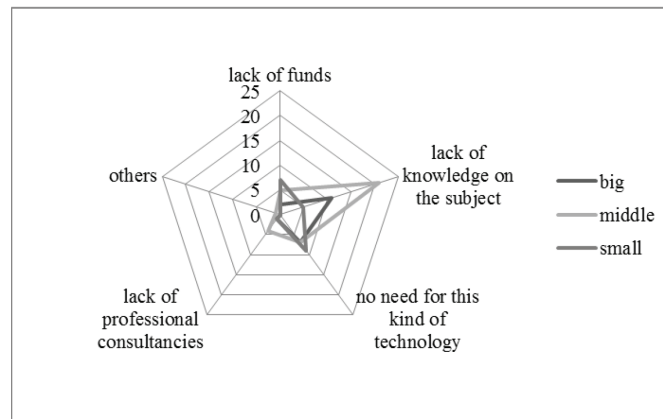 lack of funds
25
20
15
10
5
0
lack of
knowledge on
the subject
no need for this
kind of
technology
lack of
professional
consultancies
others
big
middle
small